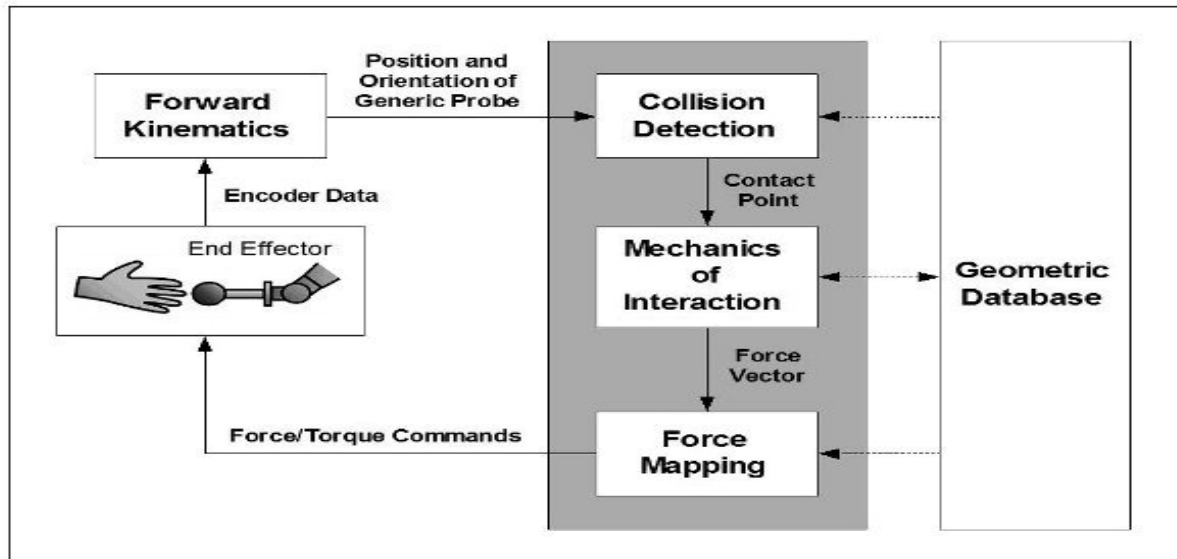 Position and
Orientation of
Generic Probe
Forward
Kinematics
Collision
Detection
Encoder Data
Contact
Point
End Effector
Mechanics
of
Interaction
Geometric
Database
Force
Vector
Force/Torque Commands
Force
Mapping